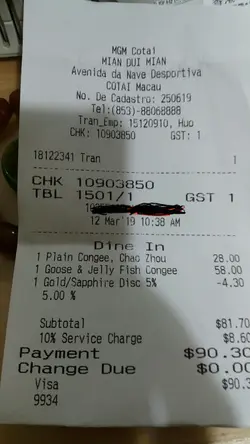 MGM Cotai
MIAN DUI MIAN
Avenida da Nave Desportiva
COTAI Macau
No. De Cadastro: 250619
Tel:(853)-88068888
Tran_Emp: 15120910, Huo
CHK: 10903850 GST: 1
18122341 Tran 1
CHK 10903850
TBL 1501/1 GST 1
12 Mar'19 10:38 AM
Dine In
1 Plain Congee, Chao Zhou 28.00
1 Goose & Jelly Fish Congee 58.00
1 Gold/Sapphire Disc 5% -4.30
5.00 %
Subtotal $81.70
10% Service Charge $8.60
Payment $90.30
Change Due $0.00
Visa $90.3
9934